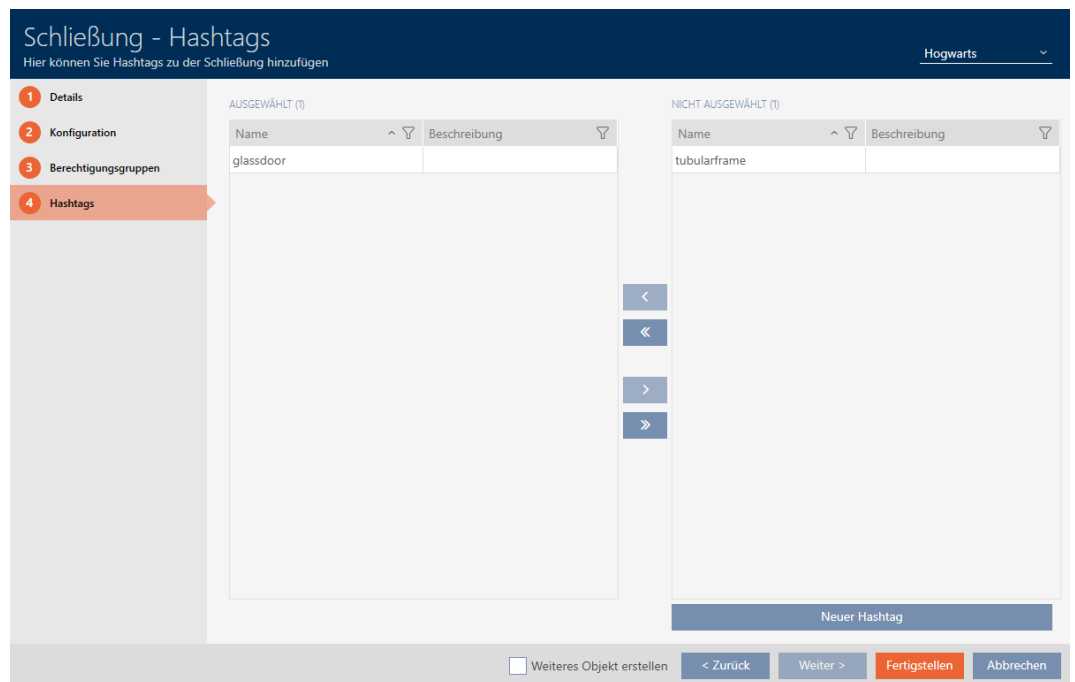 Schließung - Hashtags
Hier können Sie Hashtags zu der Schließung hinzufügen
Hogwarts
1 Details
2 Konfiguration
3 Berechtigungsgruppen
4 Hashtags
AUSGEWÄHLT (1)
Name Beschreibung
glassdoor
NICHT AUSGEWÄHLT (1)
Name Beschreibung
tubularframe
<
«
>
»
Neuer Hashtag
Weiteres Objekt erstellen
< Zurück
Weiter >
Fertigstellen
Abbrechen